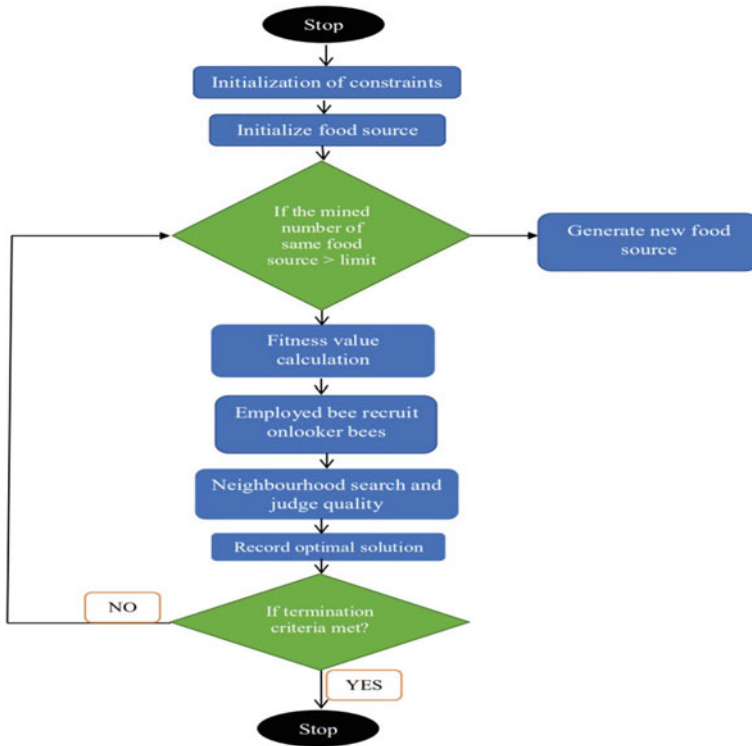 Stop
Initialization of constraints
Initialize food source
If the mined
number of
same food
source > limit
Generate new food
source
Fitness value
calculation
Employed bee recruit
onlooker bees
Neighbourhood search and
judge quality
Record optimal solution
NO
If termination
criteria met?
YES
Stop